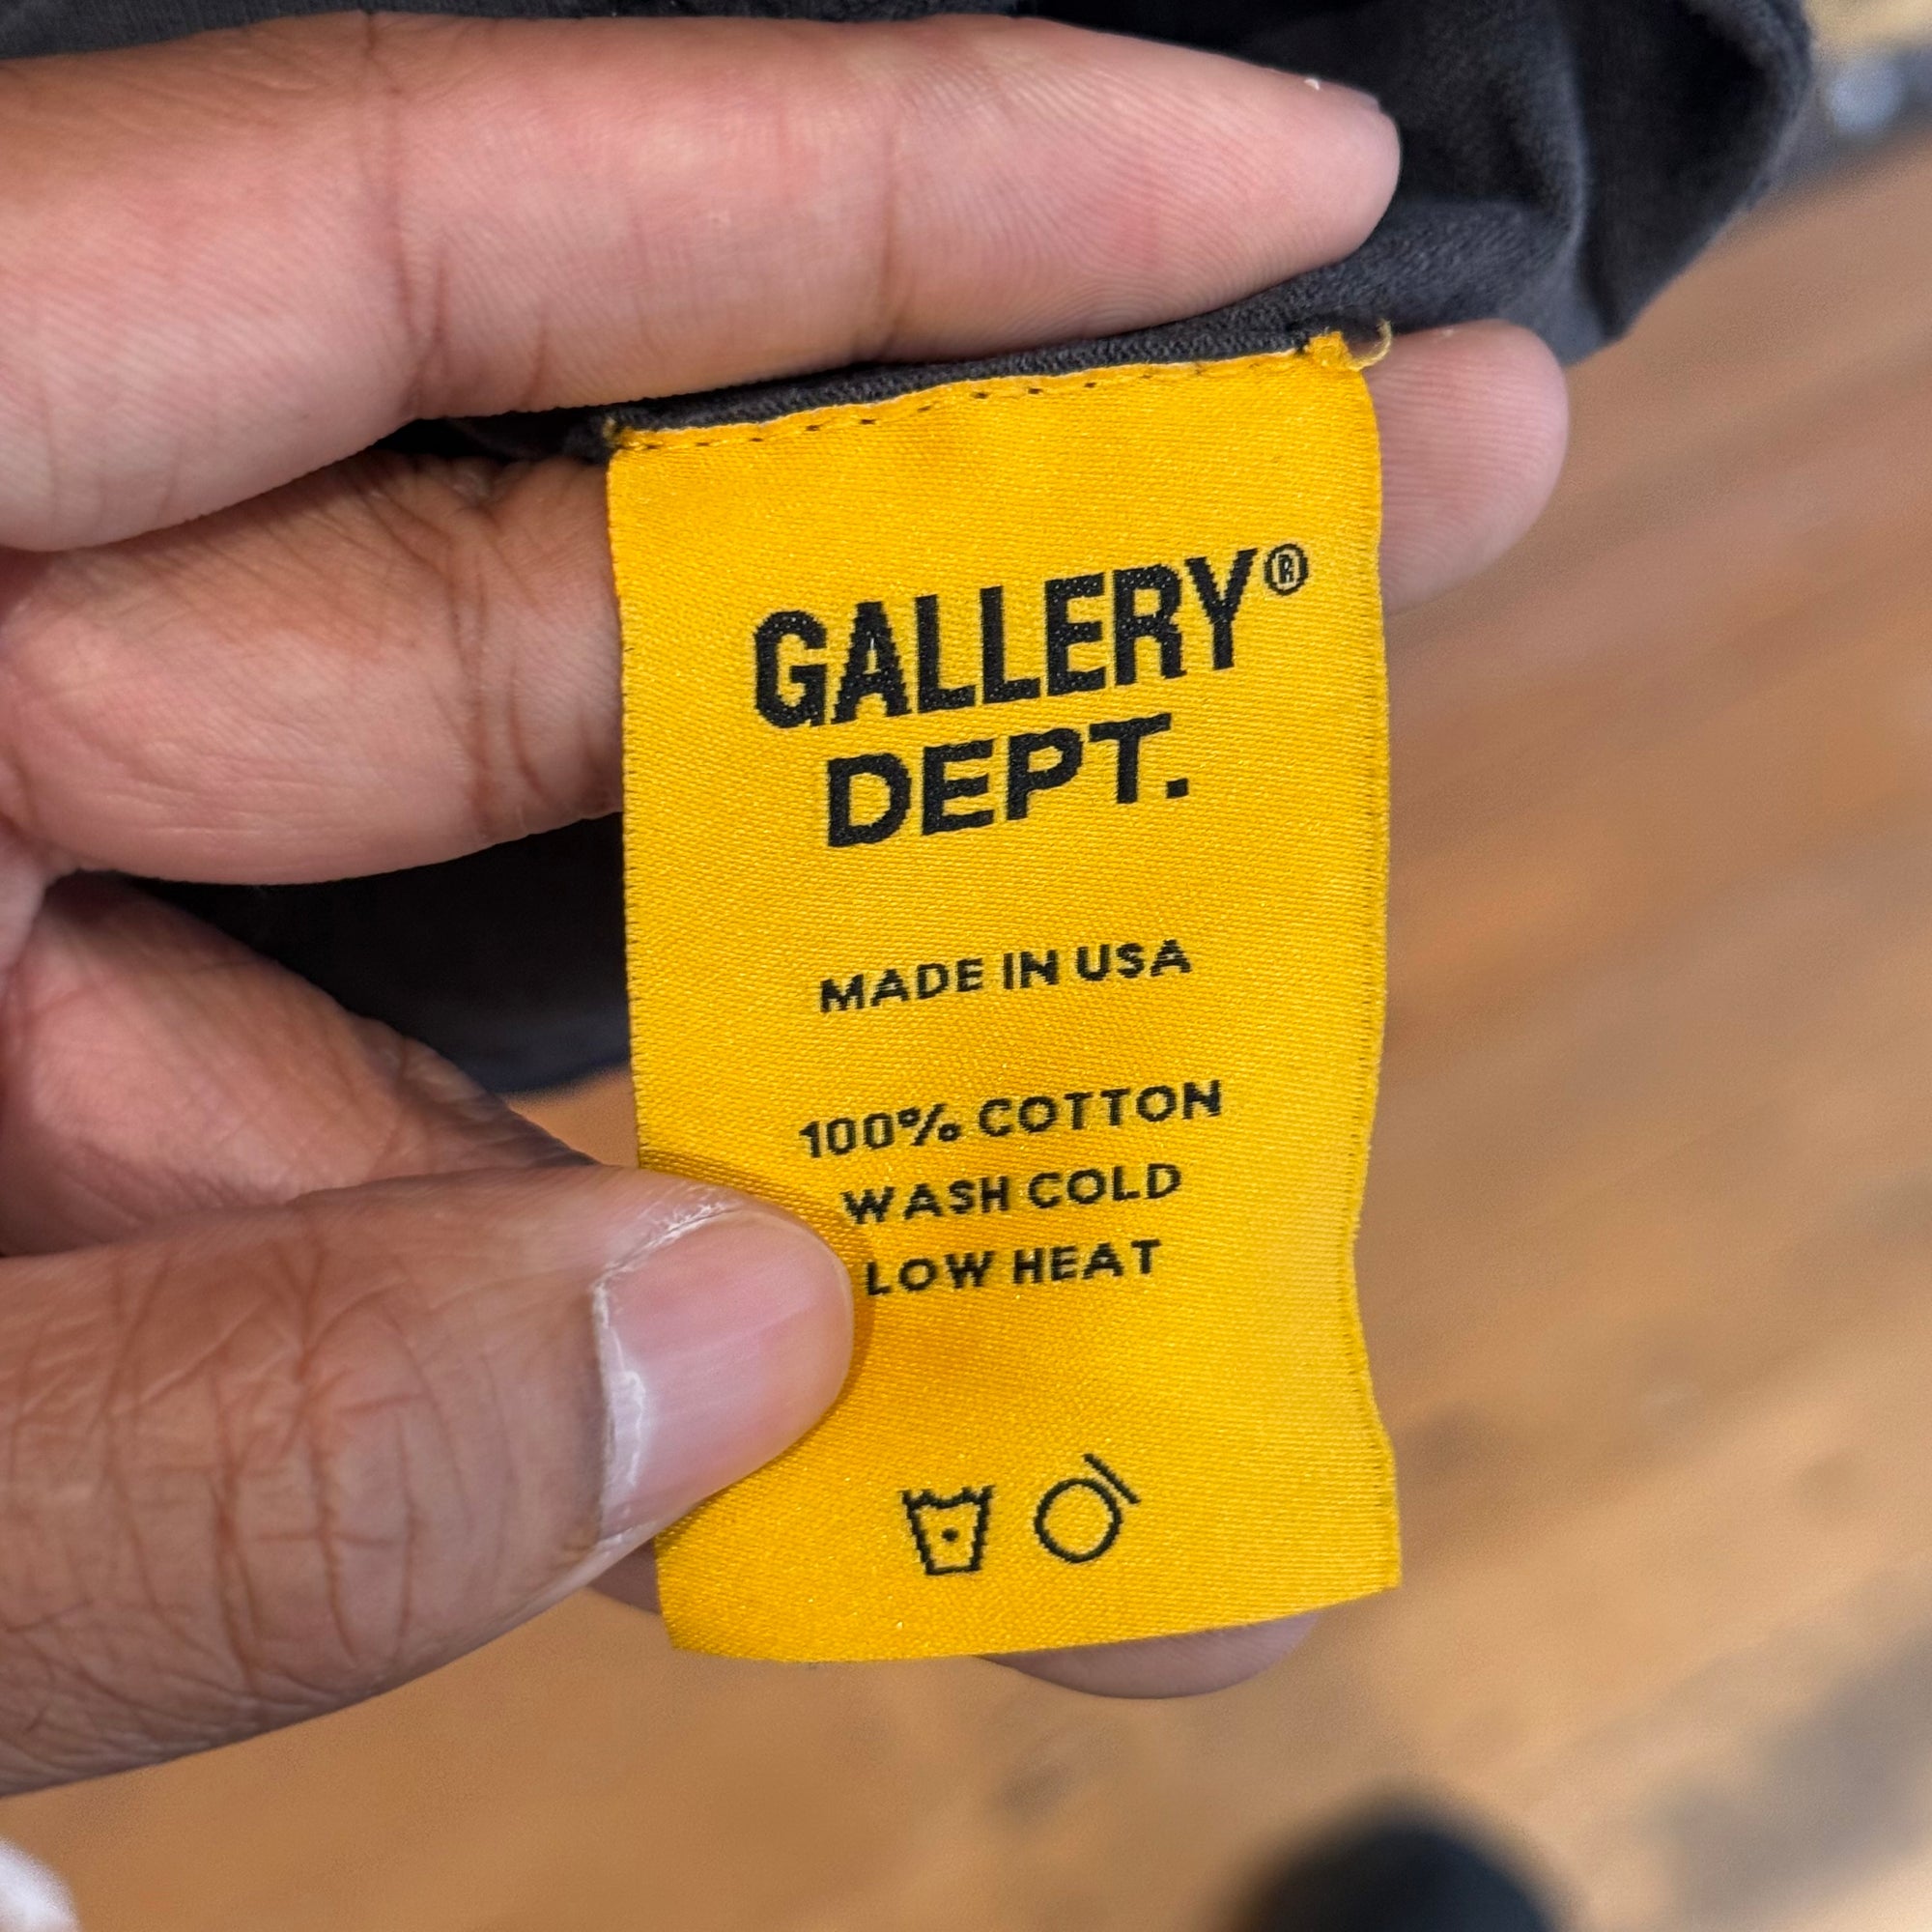 GALLERY®
DEPT.
MADE IN USA
100% COTTON
WASH COLD
LOW HEAT